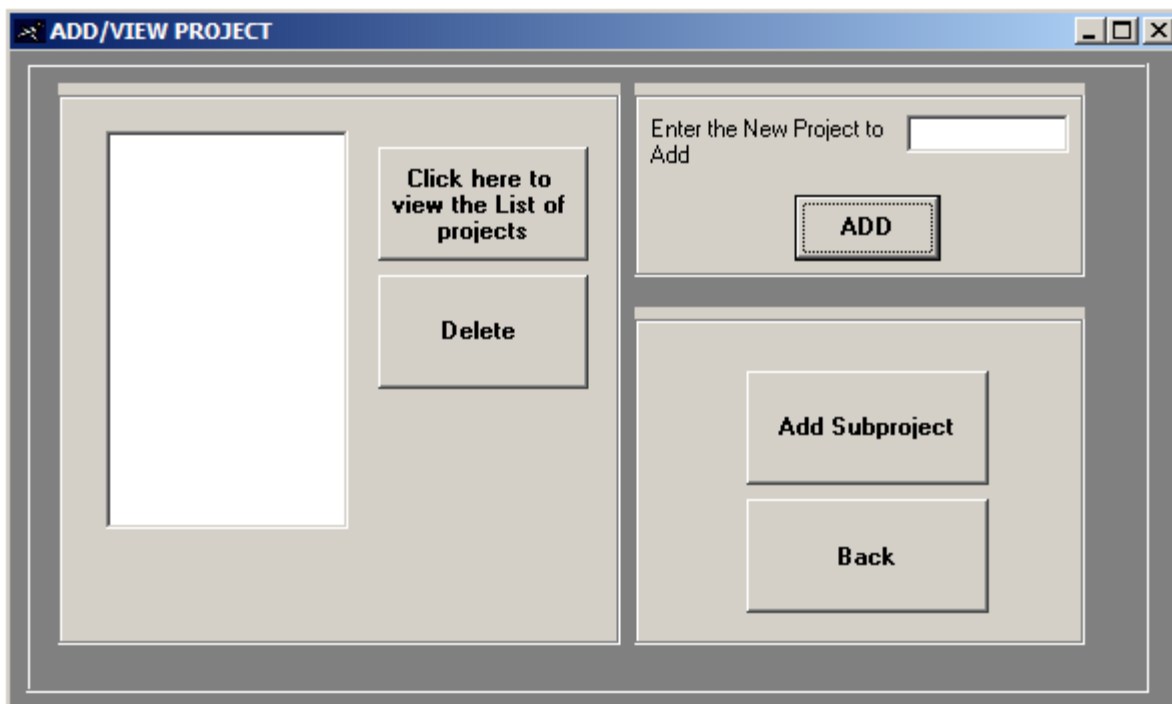 ADD/VIEW PROJECT
Click here to
view the List of
projects
Delete
Enter the New Project to
Add
ADD
Add Subproject
Back